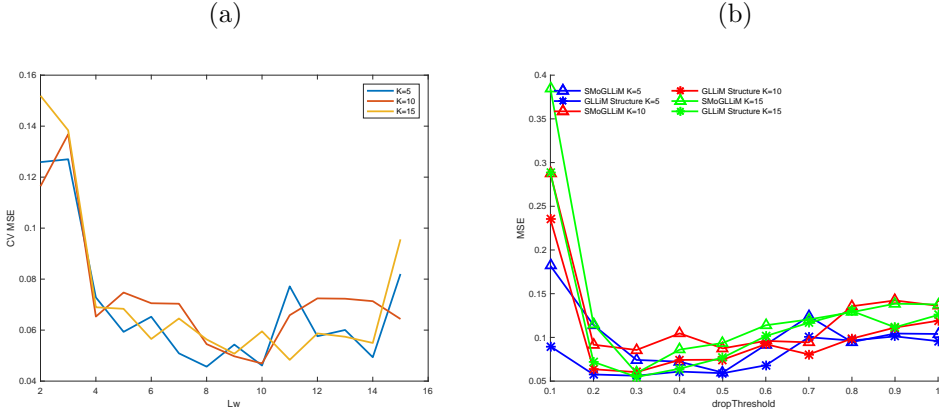 (a)
(b)
0.16
0.14
0.12
0.1
0.08
0.06
0.04
CV MSE
2 4 6 8 10 12 14 16
Lw
K=5
K=10
K=15
0.4
0.35
0.3
0.25
0.2
0.15
0.1
0.05
MSE
0.1 0.2 0.3 0.4 0.5 0.6 0.7 0.8 0.9 1
dropThreshold
SMoGLLiM K=5
GLLiM Structure K=5
SMoGLLiM K=10
GLLiM Structure K=10
SMoGLLiM K=15
GLLiM Structure K=15